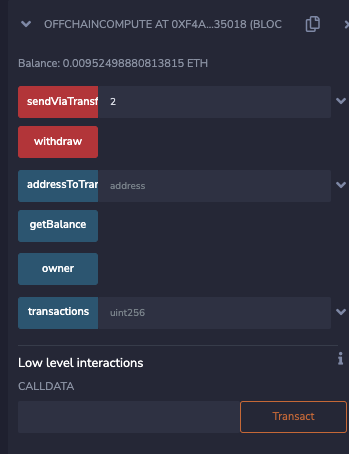 OFFCHAINCOMPUTE AT 0XF4A...35018 (BLOC
Balance: 0.00952498880813815 ETH
sendViaTransf 2
withdraw
addressToTran address
getBalance
owner
transactions uint256
Low level interactions
CALLDATA
Transact